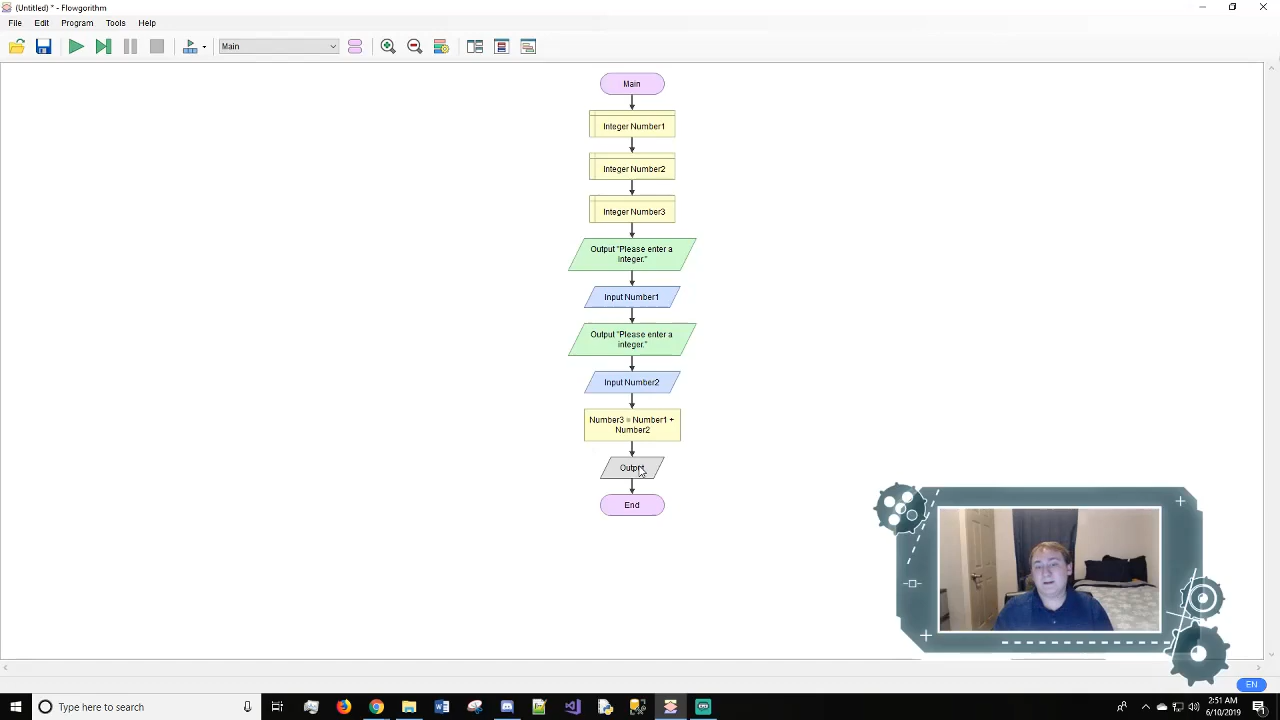 (Untitled) * - Flowgorithm
File Edit Program Tools Help
Main
Main
Integer Number1
Integer Number2
Integer Number3
Output "Please enter a
integer."
Input Number1
Output "Please enter a
integer."
Input Number2
Number3 = Number1 +
Number2
Output
End
EN
Type here to search
2:51 AM
6/10/2019